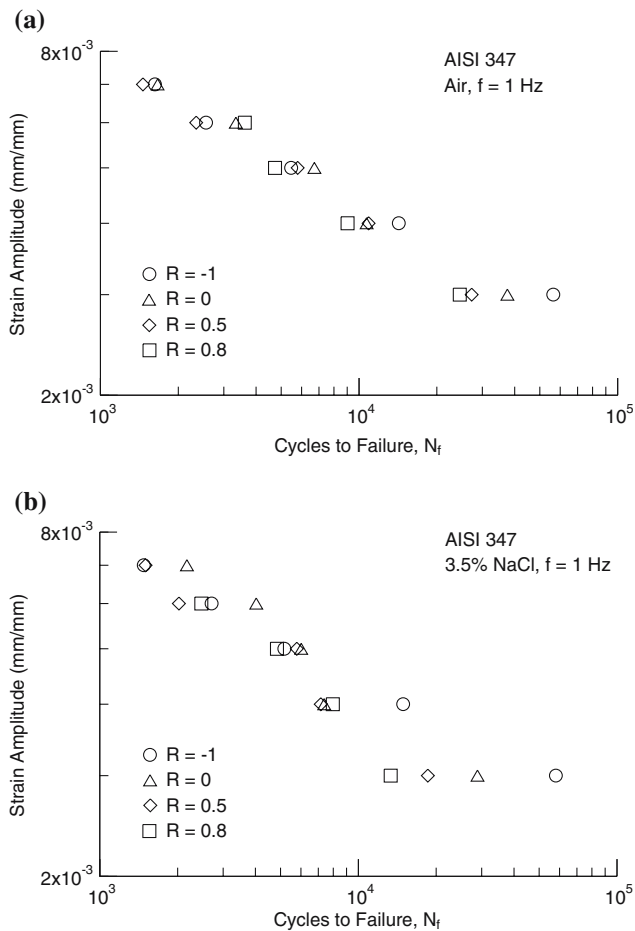 (a)
8x10⁻³
AISI 347
Air, f = 1 Hz
Strain Amplitude (mm/mm)
R = -1
R = 0
R = 0.5
R = 0.8
2x10⁻³
10³
10⁴
10⁵
Cycles to Failure, N_f
(b)
8x10⁻³
AISI 347
3.5% NaCl, f = 1 Hz
Strain Amplitude (mm/mm)
R = -1
R = 0
R = 0.5
R = 0.8
2x10⁻³
10³
10⁴
10⁵
Cycles to Failure, N_f